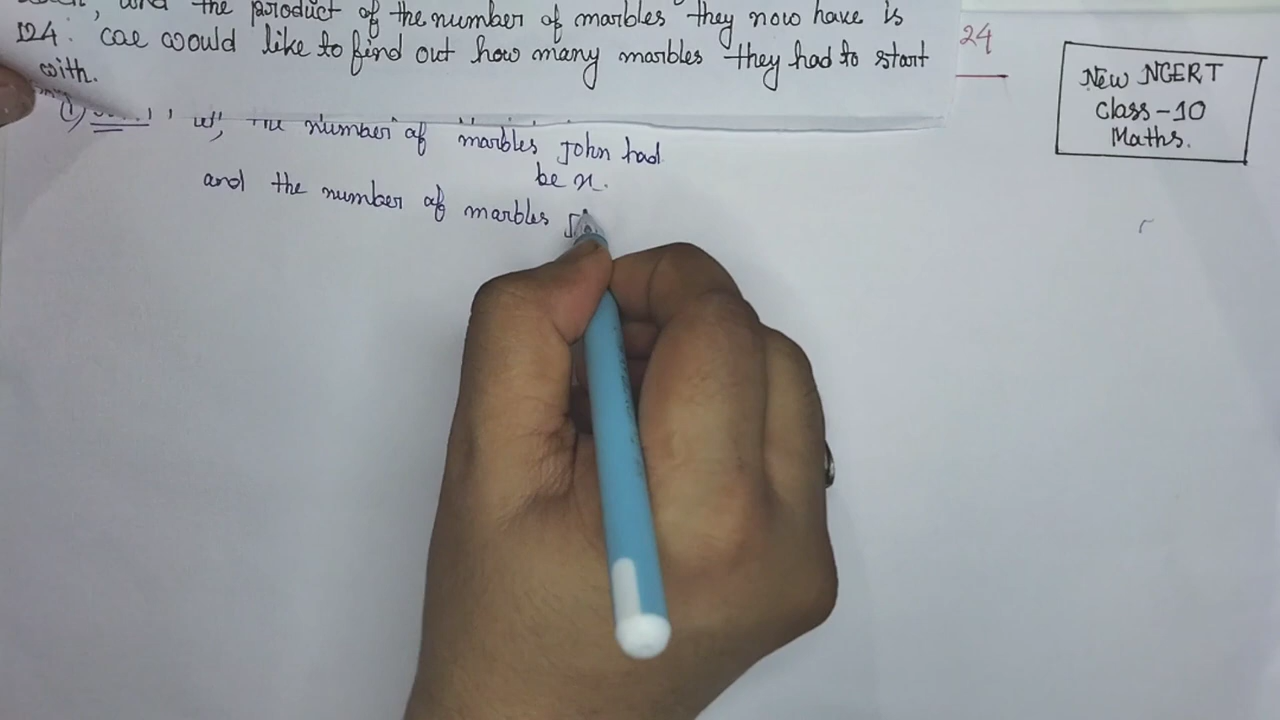 and the product of the number of marbles they now have is
124. cae would like to find out how many marbles they had to start
with.
24
New NCERT
Class-10
Maths.
the number of marbles John had
be x.
and the number of marbles